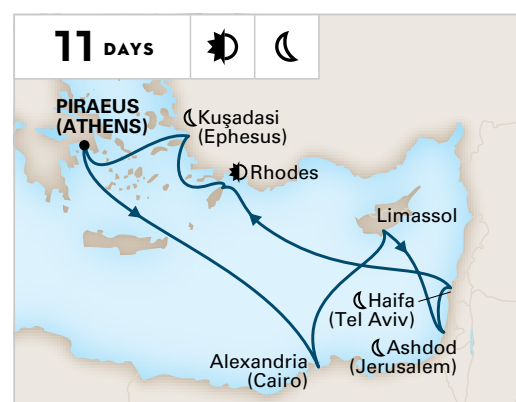 11 DAYS
PIRAEUS
(ATHENS)
Kuşadasi
(Ephesus)
Rhodes
Limassol
Haifa
(Tel Aviv)
Ashdod
(Jerusalem)
Alexandria
(Cairo)